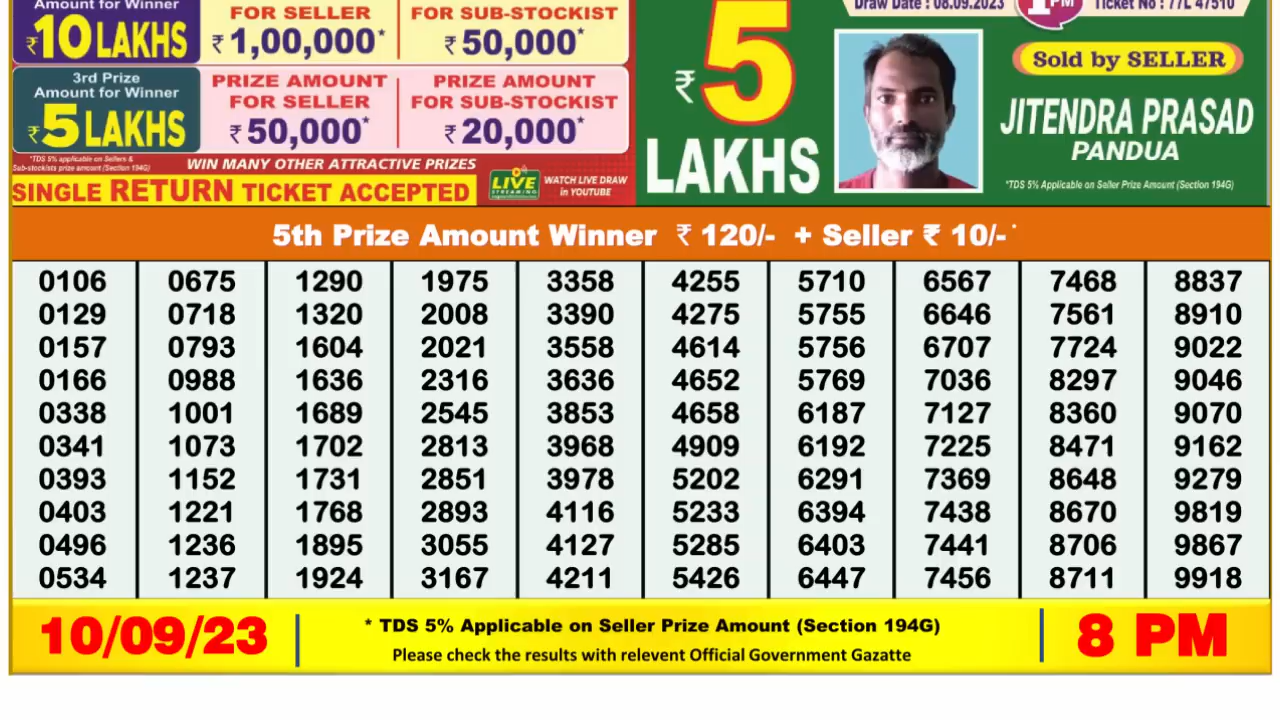 Amount for Winner
₹10 LAKHS
FOR SELLER
₹1,00,000*
FOR SUB-STOCKIST
₹50,000*
3rd Prize
Amount for Winner
₹5 LAKHS
PRIZE AMOUNT
FOR SELLER
₹50,000*
PRIZE AMOUNT
FOR SUB-STOCKIST
₹20,000*
*TDS 5% applicable on Sellers &
Sub-stockists prize amount (Section 194G)
WIN MANY OTHER ATTRACTIVE PRIZES
SINGLE RETURN TICKET ACCEPTED
LIVE
STREAMING
WATCH LIVE DRAW
in YOUTUBE
₹5
LAKHS
Draw Date : 08.09.2023
1PM
Ticket No : 77L 47510
Sold by SELLER
JITENDRA PRASAD
PANDUA
*TDS 5% Applicable on Seller Prize Amount (Section 194G)
5th Prize Amount Winner ₹ 120/- + Seller ₹ 10/-*
0106 0675 1290 1975 3358 4255 5710 6567 7468 8837
0129 0718 1320 2008 3390 4275 5755 6646 7561 8910
0157 0793 1604 2021 3558 4614 5756 6707 7724 9022
0166 0988 1636 2316 3636 4652 5769 7036 8297 9046
0338 1001 1689 2545 3853 4658 6187 7127 8360 9070
0341 1073 1702 2813 3968 4909 6192 7225 8471 9162
0393 1152 1731 2851 3978 5202 6291 7369 8648 9279
0403 1221 1768 2893 4116 5233 6394 7438 8670 9819
0496 1236 1895 3055 4127 5285 6403 7441 8706 9867
0534 1237 1924 3167 4211 5426 6447 7456 8711 9918
10/09/23
* TDS 5% Applicable on Seller Prize Amount (Section 194G)
Please check the results with relevent Official Government Gazatte
8 PM